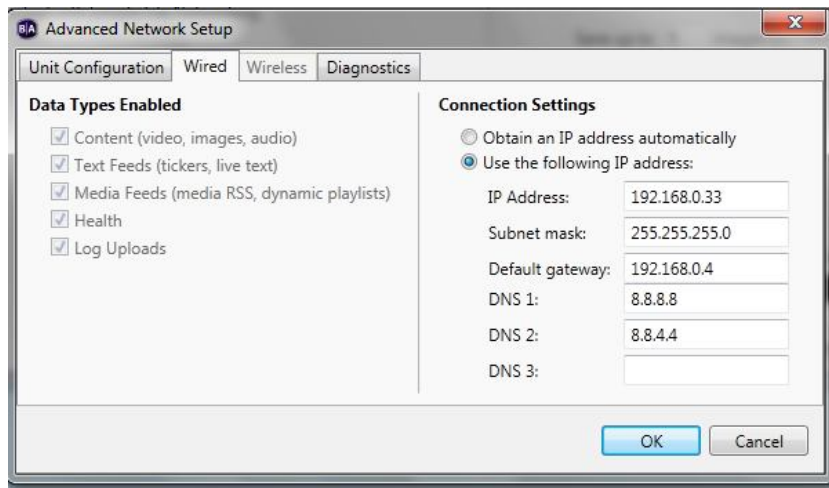 BA Advanced Network Setup
Unit Configuration Wired Wireless Diagnostics
Data Types Enabled
Content (video, images, audio)
Text Feeds (tickers, live text)
Media Feeds (media RSS, dynamic playlists)
Health
Log Uploads
Connection Settings
Obtain an IP address automatically
Use the following IP address:
IP Address: 192.168.0.33
Subnet mask: 255.255.255.0
Default gateway: 192.168.0.4
DNS 1: 8.8.8.8
DNS 2: 8.8.4.4
DNS 3:
OK Cancel